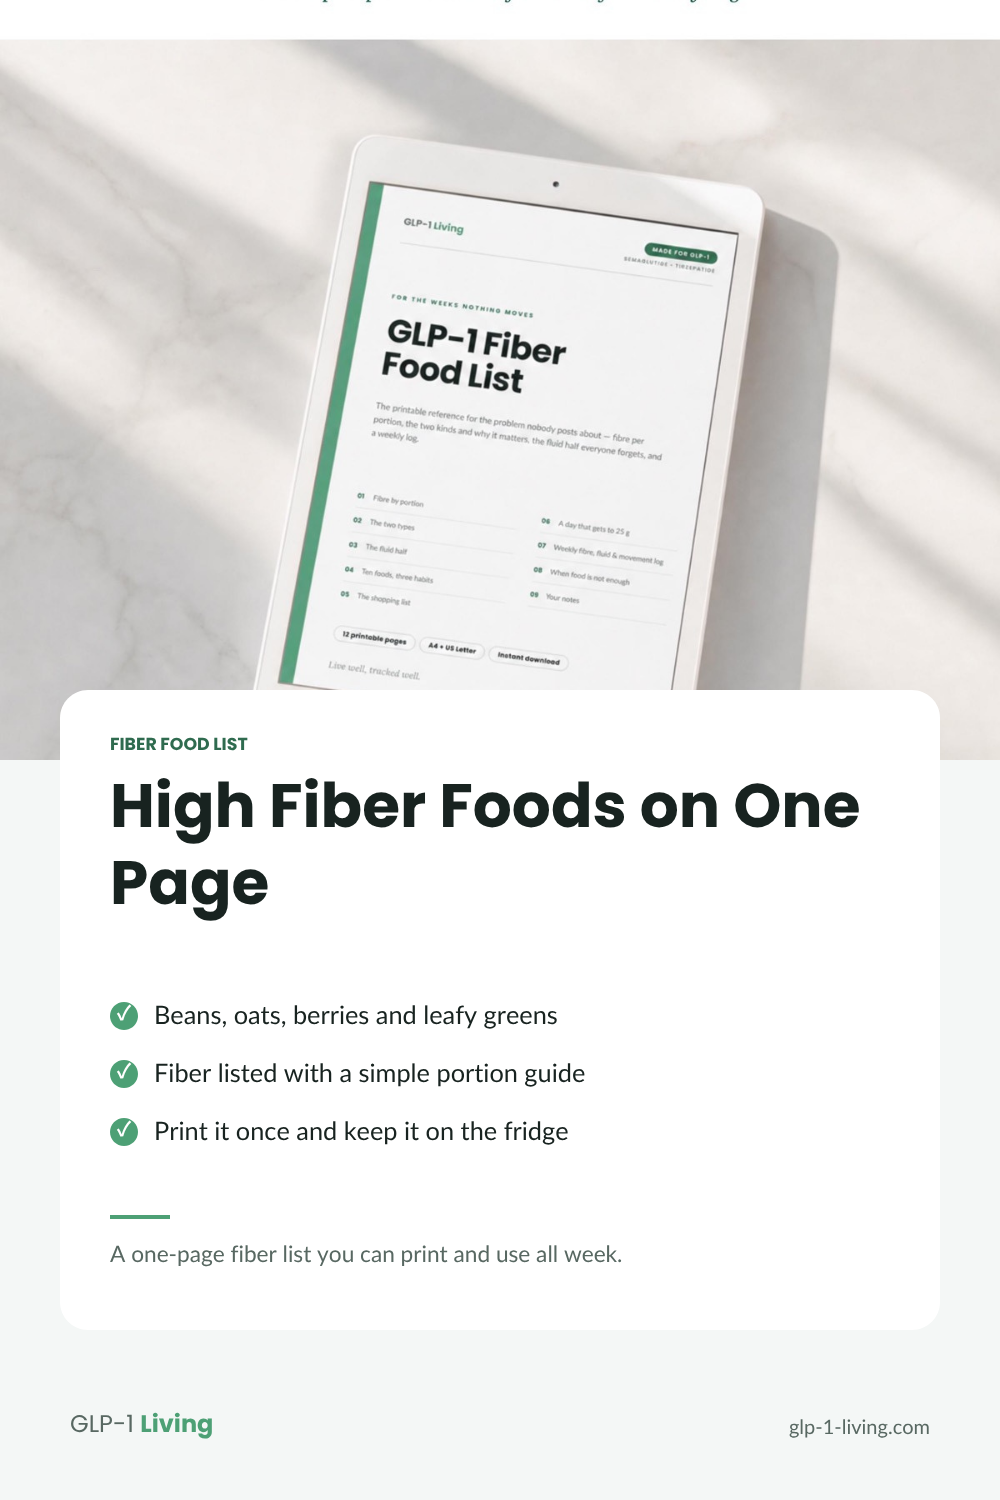 GLP-1 Living
MADE FOR GLP-1
SEMAGLUTIDE • TIRZEPATIDE
FOR THE WEEKS NOTHING MOVES
GLP-1 Fiber
Food List
The printable reference for the problem nobody posts about — fibre per
portion, the two kinds and why it matters, the fluid half everyone forgets, and
a weekly log.
01 Fibre by portion
02 The two types
03 The fluid half
04 Ten foods, three habits
05 The shopping list
06 A day that gets to 25 g
07 Weekly fibre, fluid & movement log
08 When food is not enough
09 Your notes
12 printable pages
A4 + US Letter
Instant download
Live well, tracked well.
FIBER FOOD LIST
High Fiber Foods on One
Page
Beans, oats, berries and leafy greens
Fiber listed with a simple portion guide
Print it once and keep it on the fridge
A one-page fiber list you can print and use all week.
GLP-1 Living
glp-1-living.com